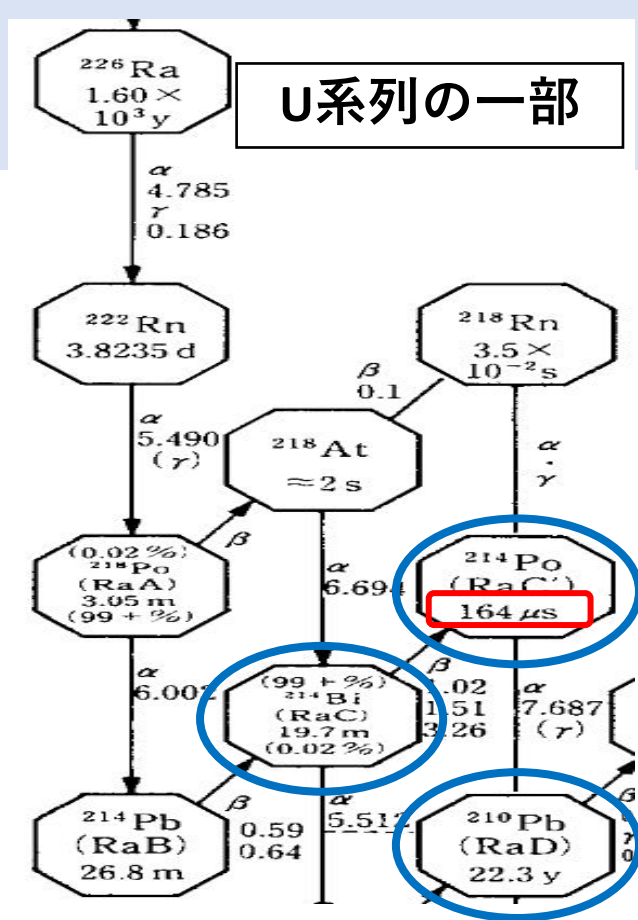 U系列の一部
²²⁶Ra
1.60 ×
10³ y
α
4.785
γ
0.186
²²²Rn
3.8235 d
²¹⁸Rn
3.5 ×
10⁻² s
β
0.1
α
5.490
(γ)
²¹⁸At
≈2 s
α
γ
β
(0.02 %)
²¹⁸Po
(RaA)
3.05 m
(99 + %)
α
6.694
²¹⁴Po
(RaC′)
164 μs
α
6.002
(99 + %)
²¹⁴Bi
(RaC)
19.7 m
(0.02 %)
β
1.02
1.51
3.26
α
7.687
(γ)
²¹⁴Pb
(RaB)
26.8 m
β
0.59
0.64
α
5.512
²¹⁰Pb
(RaD)
22.3 y
β
γ